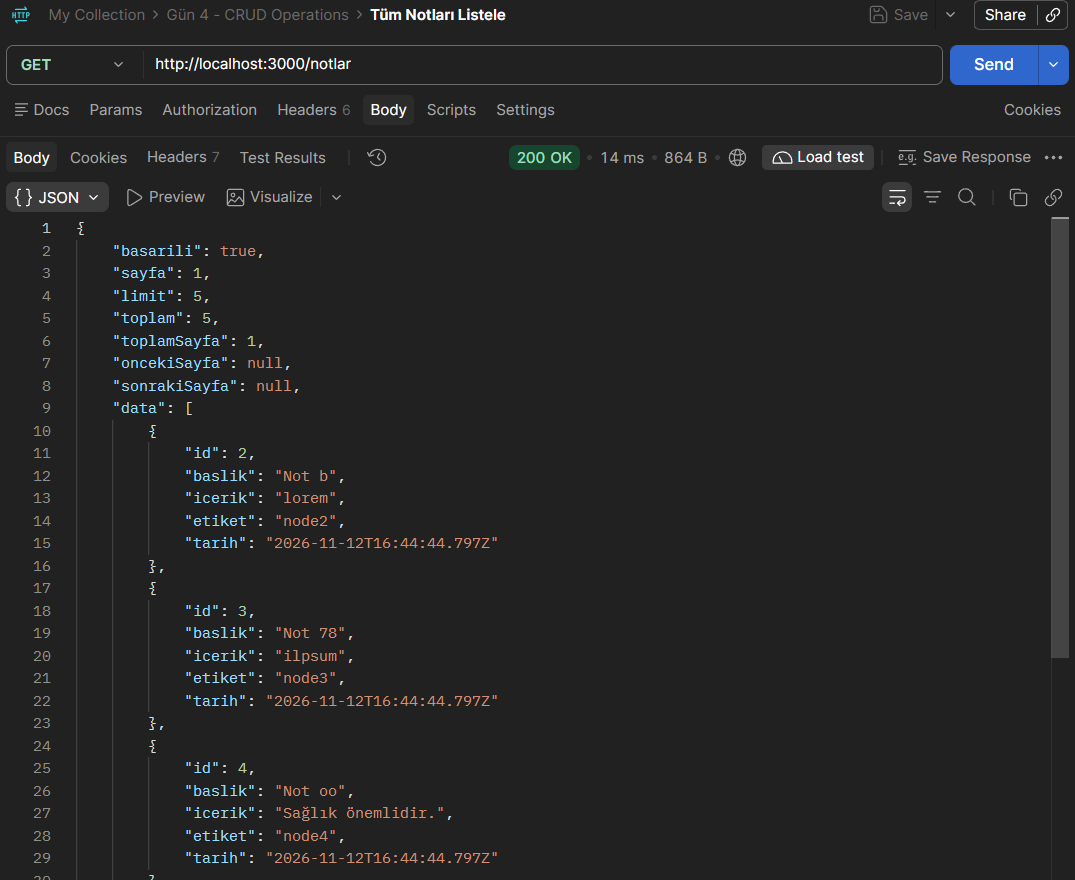 HTTP My Collection > Gün 4 - CRUD Operations > Tüm Notları Listele Save Share
GET http://localhost:3000/notlar Send
Docs Params Authorization Headers 6 Body Scripts Settings Cookies
Body Cookies Headers 7 Test Results 200 OK • 14 ms • 864 B • Load test e.g. Save Response
{} JSON Preview Visualize
1 {
2 "basarili": true,
3 "sayfa": 1,
4 "limit": 5,
5 "toplam": 5,
6 "toplamSayfa": 1,
7 "oncekiSayfa": null,
8 "sonrakiSayfa": null,
9 "data": [
10 {
11 "id": 2,
12 "baslik": "Not b",
13 "icerik": "lorem",
14 "etiket": "node2",
15 "tarih": "2026-11-12T16:44:44.797Z"
16 },
17 {
18 "id": 3,
19 "baslik": "Not 78",
20 "icerik": "ilpsum",
21 "etiket": "node3",
22 "tarih": "2026-11-12T16:44:44.797Z"
23 },
24 {
25 "id": 4,
26 "baslik": "Not oo",
27 "icerik": "Sağlık önemlidir.",
28 "etiket": "node4",
29 "tarih": "2026-11-12T16:44:44.797Z"